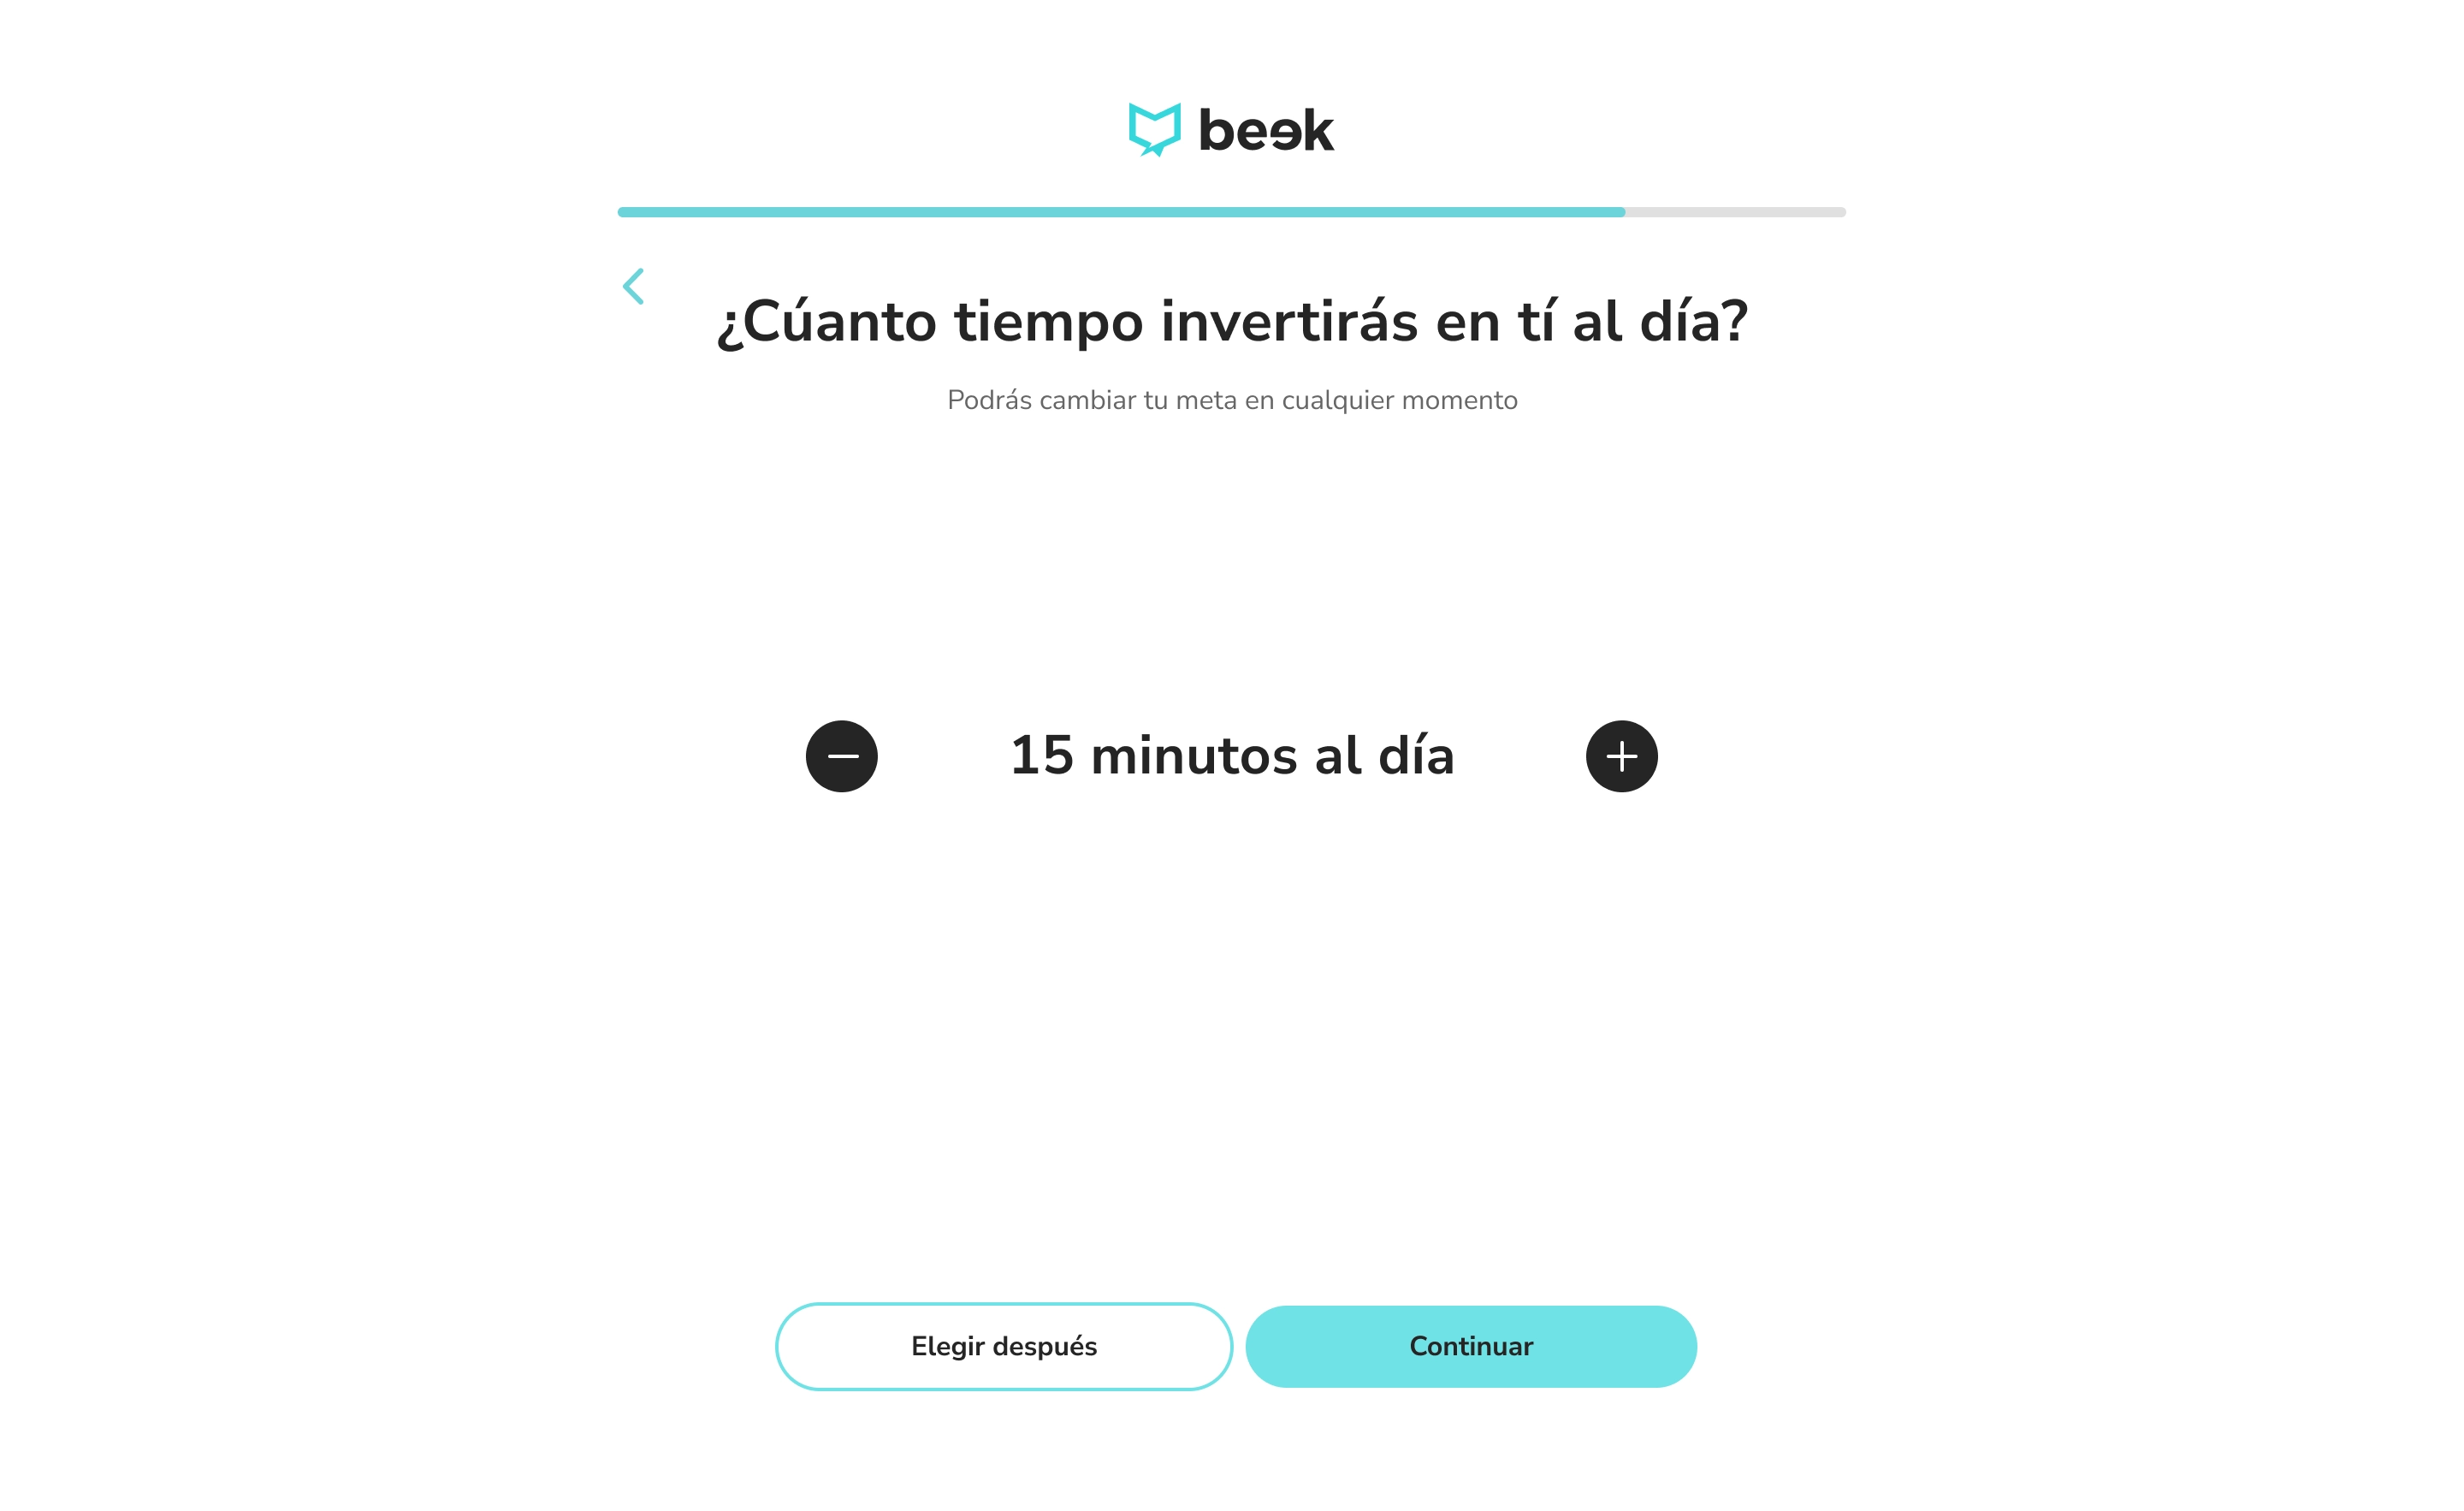 beek
¿Cúanto tiempo invertirás en tí al día?
Podrás cambiar tu meta en cualquier momento
15 minutos al día
Elegir después
Continuar